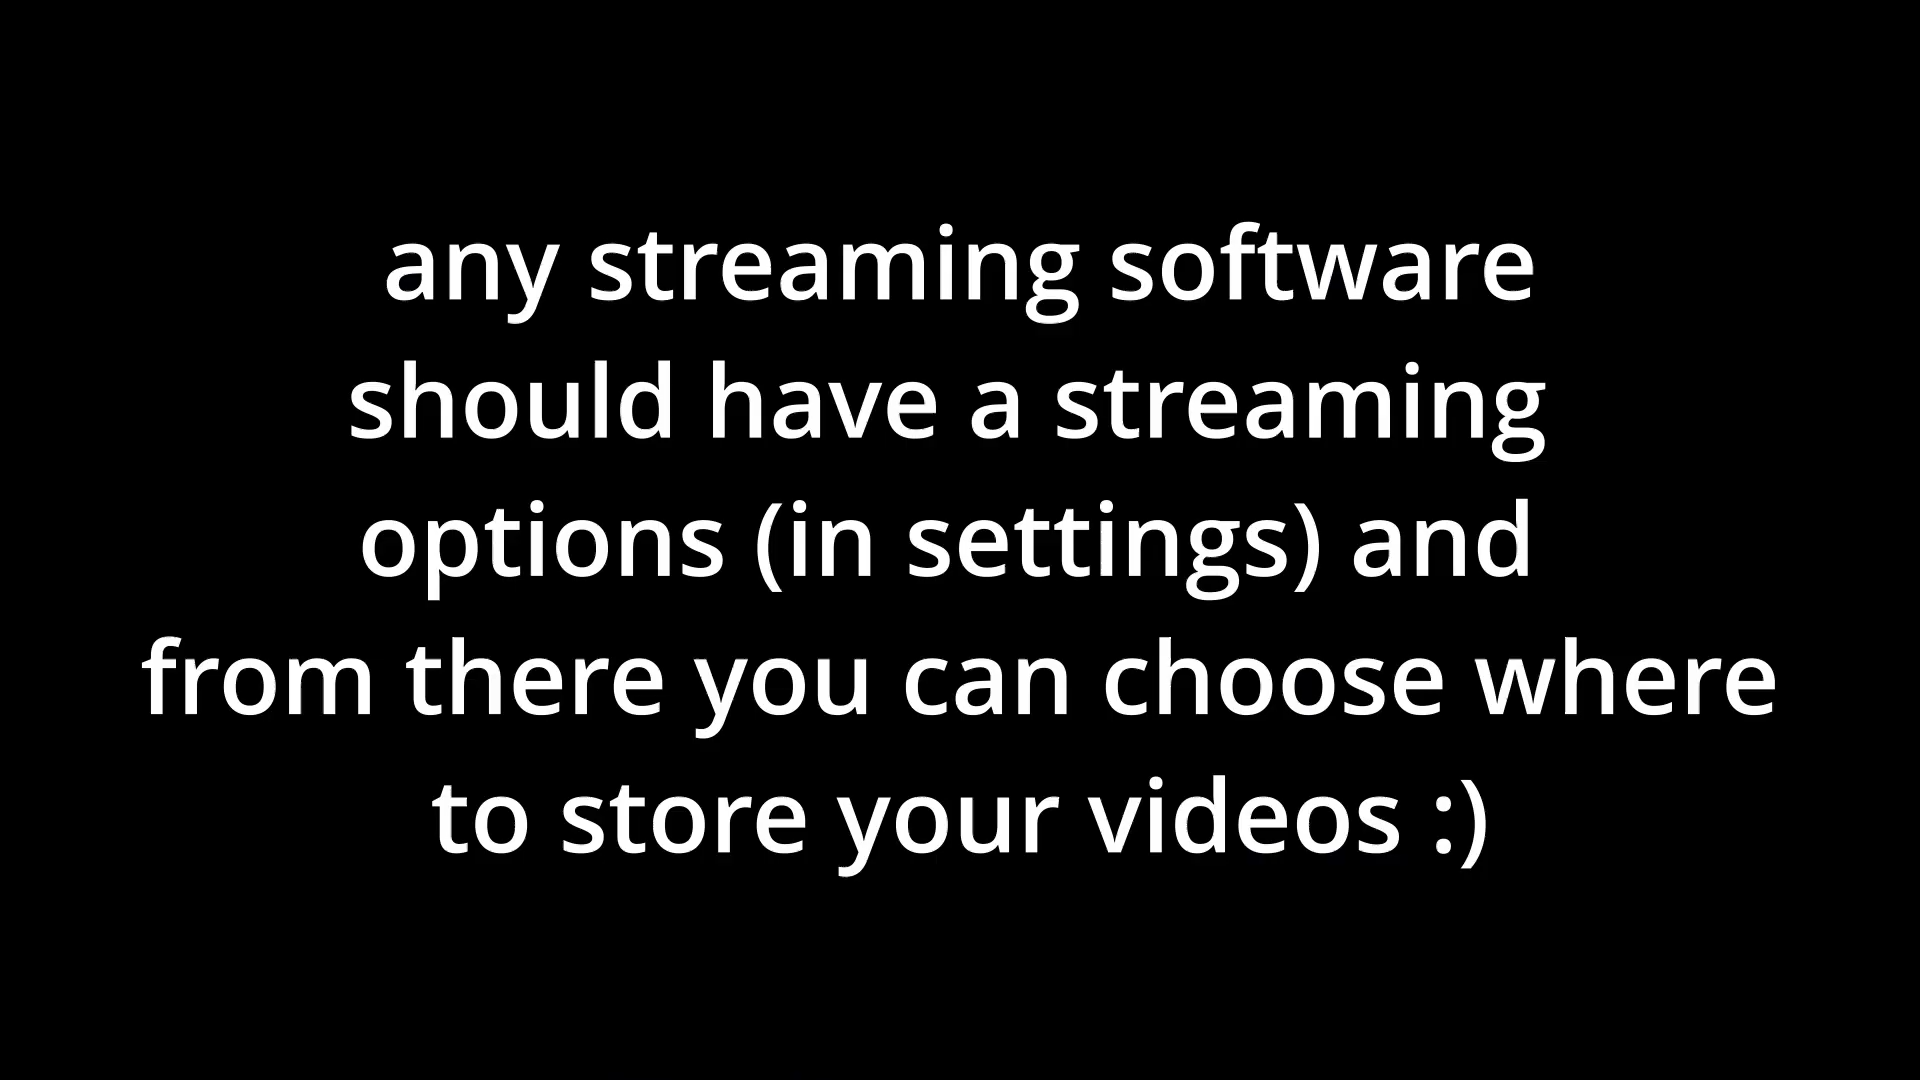 any streaming software
should have a streaming
options (in settings) and
from there you can choose where
to store your videos :)